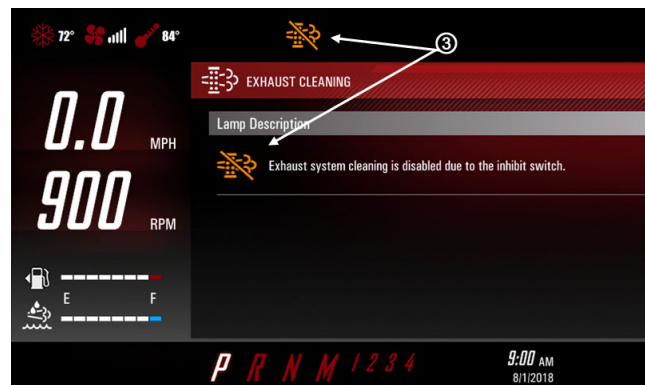 72° 84°
③
EXHAUST CLEANING
Lamp Description
0.0 MPH
Exhaust system cleaning is disabled due to the inhibit switch.
900 RPM
E F
P R N M 1 2 3 4
9:00 AM
8/1/2018